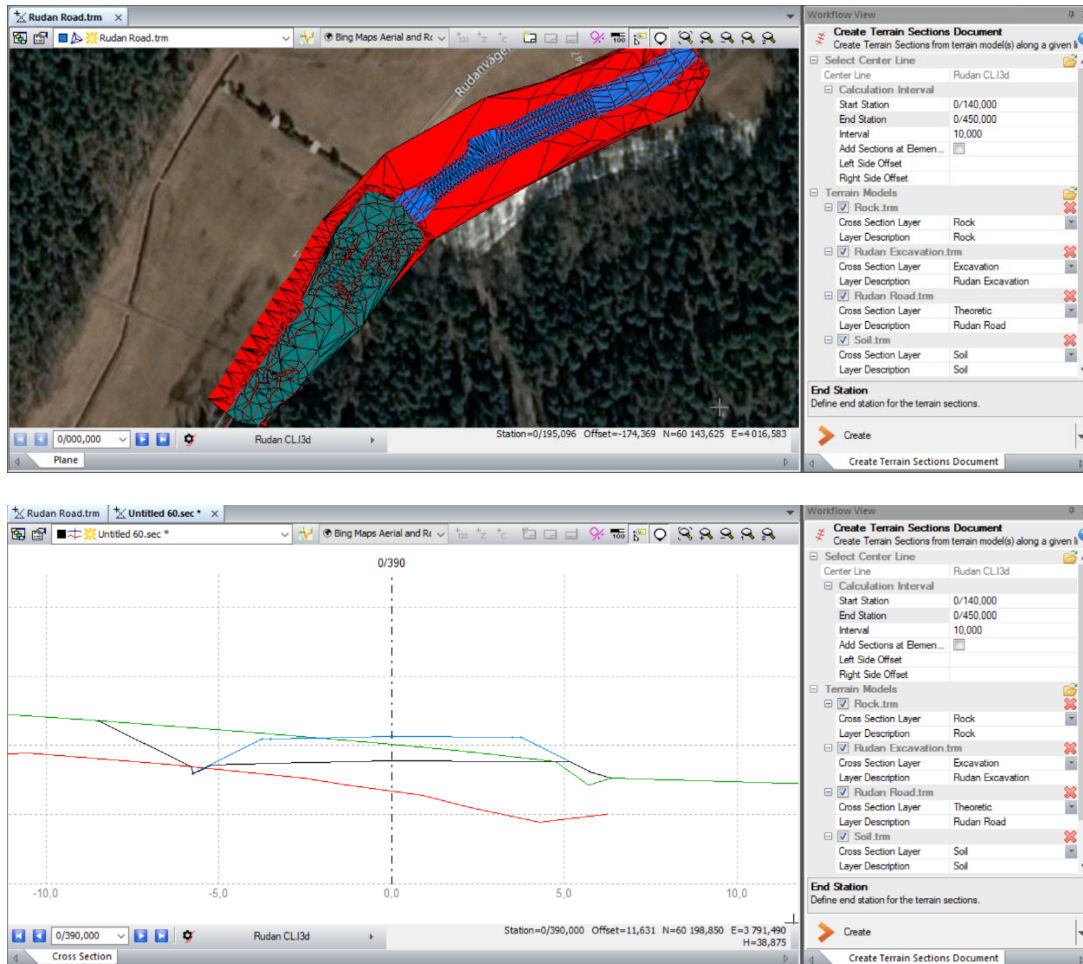 Rudan Road.trm ×
Rudan Road.trm
Bing Maps Aerial and Rc
Rudanväge
0/000,000
Rudan CL.l3d
Station=0/195,096 Offset=-174,369 N=60 143,625 E=4 016,583
Plane
Workflow View
Create Terrain Sections Document
Create Terrain Sections from terrain model(s) along a given li
Select Center Line
Center Line Rudan CL.l3d
Calculation Interval
Start Station 0/140,000
End Station 0/450,000
Interval 10,000
Add Sections at Elemen...
Left Side Offset
Right Side Offset
Terrain Models
Rock.trm
Cross Section Layer Rock
Layer Description Rock
Rudan Excavation.trm
Cross Section Layer Excavation
Layer Description Rudan Excavation
Rudan Road.trm
Cross Section Layer Theoretic
Layer Description Rudan Road
Soil.trm
Cross Section Layer Soil
Layer Description Soil
End Station
Define end station for the terrain sections.
Create
Create Terrain Sections Document
Rudan Road.trm Untitled 60.sec * ×
Untitled 60.sec *
Bing Maps Aerial and Rc
0/390
-10,0 -5,0 0,0 5,0 10,0
0/390,000
Rudan CL.l3d
Station=0/390,000 Offset=11,631 N=60 198,850 E=3 791,490
H=38,875
Cross Section
Workflow View
Create Terrain Sections Document
Create Terrain Sections from terrain model(s) along a given li
Select Center Line
Center Line Rudan CL.l3d
Calculation Interval
Start Station 0/140,000
End Station 0/450,000
Interval 10,000
Add Sections at Elemen...
Left Side Offset
Right Side Offset
Terrain Models
Rock.trm
Cross Section Layer Rock
Layer Description Rock
Rudan Excavation.trm
Cross Section Layer Excavation
Layer Description Rudan Excavation
Rudan Road.trm
Cross Section Layer Theoretic
Layer Description Rudan Road
Soil.trm
Cross Section Layer Soil
Layer Description Soil
End Station
Define end station for the terrain sections.
Create
Create Terrain Sections Document